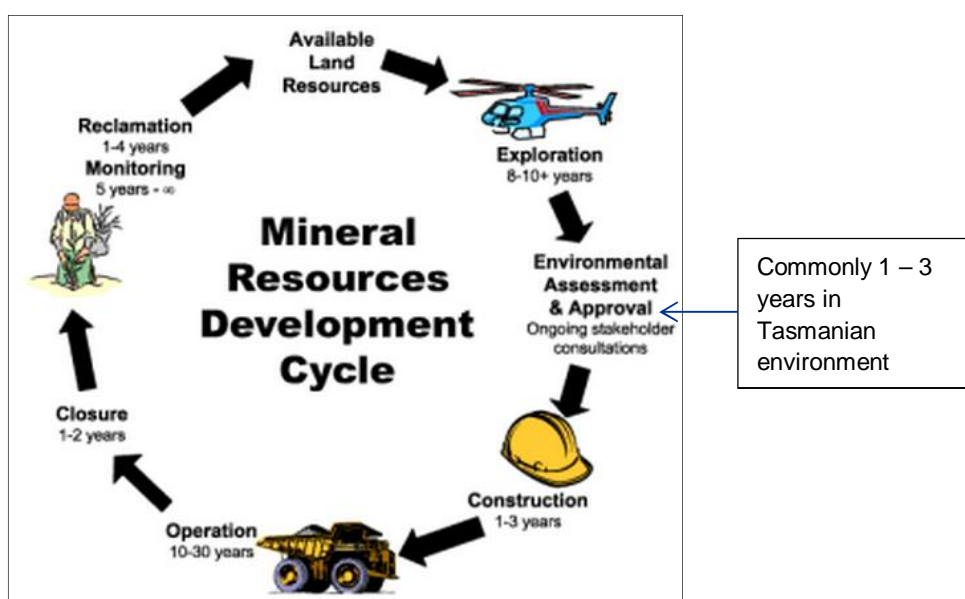 Available
Land
Resources
Exploration
8-10+ years
Environmental
Assessment
& Approval
Ongoing stakeholder
consultations
Commonly 1 – 3
years in
Tasmanian
environment
Construction
1-3 years
Operation
10-30 years
Closure
1-2 years
Reclamation
1-4 years
Monitoring
5 years - ∞
Mineral
Resources
Development
Cycle